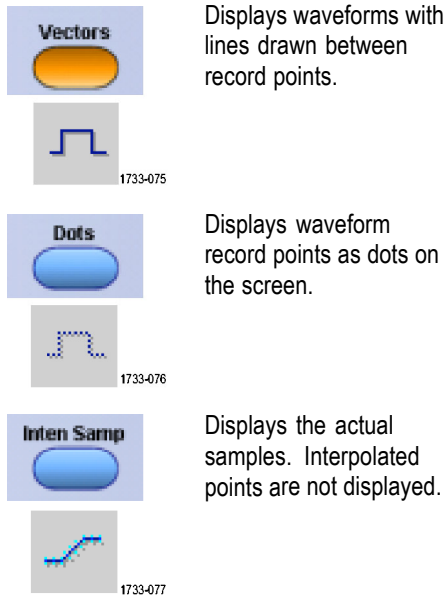 Vectors
Displays waveforms with
lines drawn between
record points.
1733-075
Dots
Displays waveform
record points as dots on
the screen.
1733-076
Inten Samp
Displays the actual
samples. Interpolated
points are not displayed.
1733-077